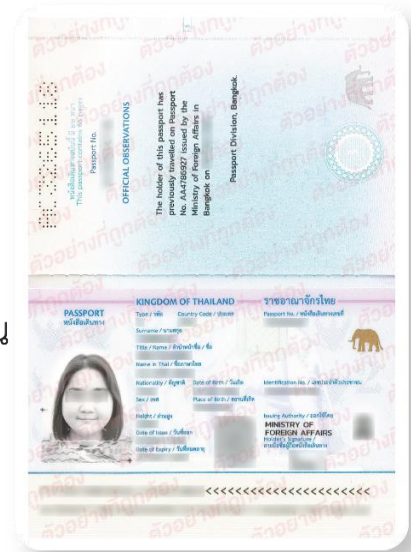 หนังสือเดินทางเล่มนี้มี ๕๐ หน้า
This passport contains 50 pages
Passport No.
OFFICIAL OBSERVATIONS
The holder of this passport has
previously travelled on Passport
No. AA4786927 issued by the
Ministry of Foreign Affairs in
Bangkok on
Passport Division, Bangkok.
PASSPORT
หนังสือเดินทาง
KINGDOM OF THAILAND ราชอาณาจักรไทย
Type / รหัส Country Code / ประเทศ Passport No. / หนังสือเดินทางเลขที่
Surname / นามสกุล
Title / Name / คำนำหน้าชื่อ / ชื่อ
Name in Thai / ชื่อภาษาไทย
Nationality / สัญชาติ Date of Birth / วันเกิด Identification No. / เลขประจำตัวประชาชน
Sex / เพศ Place of Birth / สถานที่เกิด
Height / ส่วนสูง Issuing Authority / ออกให้โดย
MINISTRY OF
FOREIGN AFFAIRS
Date of Issue / วันที่ออก Holder's Signature /
ลายมือชื่อผู้ถือหนังสือเดินทาง
Date of Expiry / วันที่หมดอายุ
<<<<<<<<<<<<<<<<<<<<<<
ตัวอย่างที่ถูกต้อง